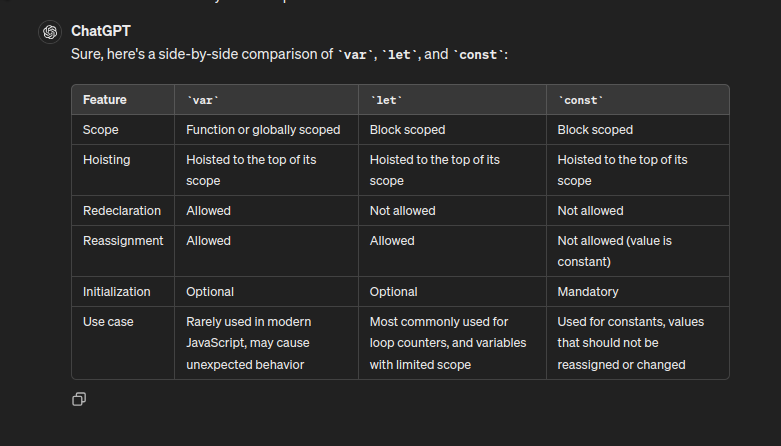 ChatGPT
Sure, here's a side-by-side comparison of `var`, `let`, and `const`:
Feature `var` `let` `const`
Scope Function or globally scoped Block scoped Block scoped
Hoisting Hoisted to the top of its scope Hoisted to the top of its scope Hoisted to the top of its scope
Redeclaration Allowed Not allowed Not allowed
Reassignment Allowed Allowed Not allowed (value is constant)
Initialization Optional Optional Mandatory
Use case Rarely used in modern JavaScript, may cause unexpected behavior Most commonly used for loop counters, and variables with limited scope Used for constants, values that should not be reassigned or changed